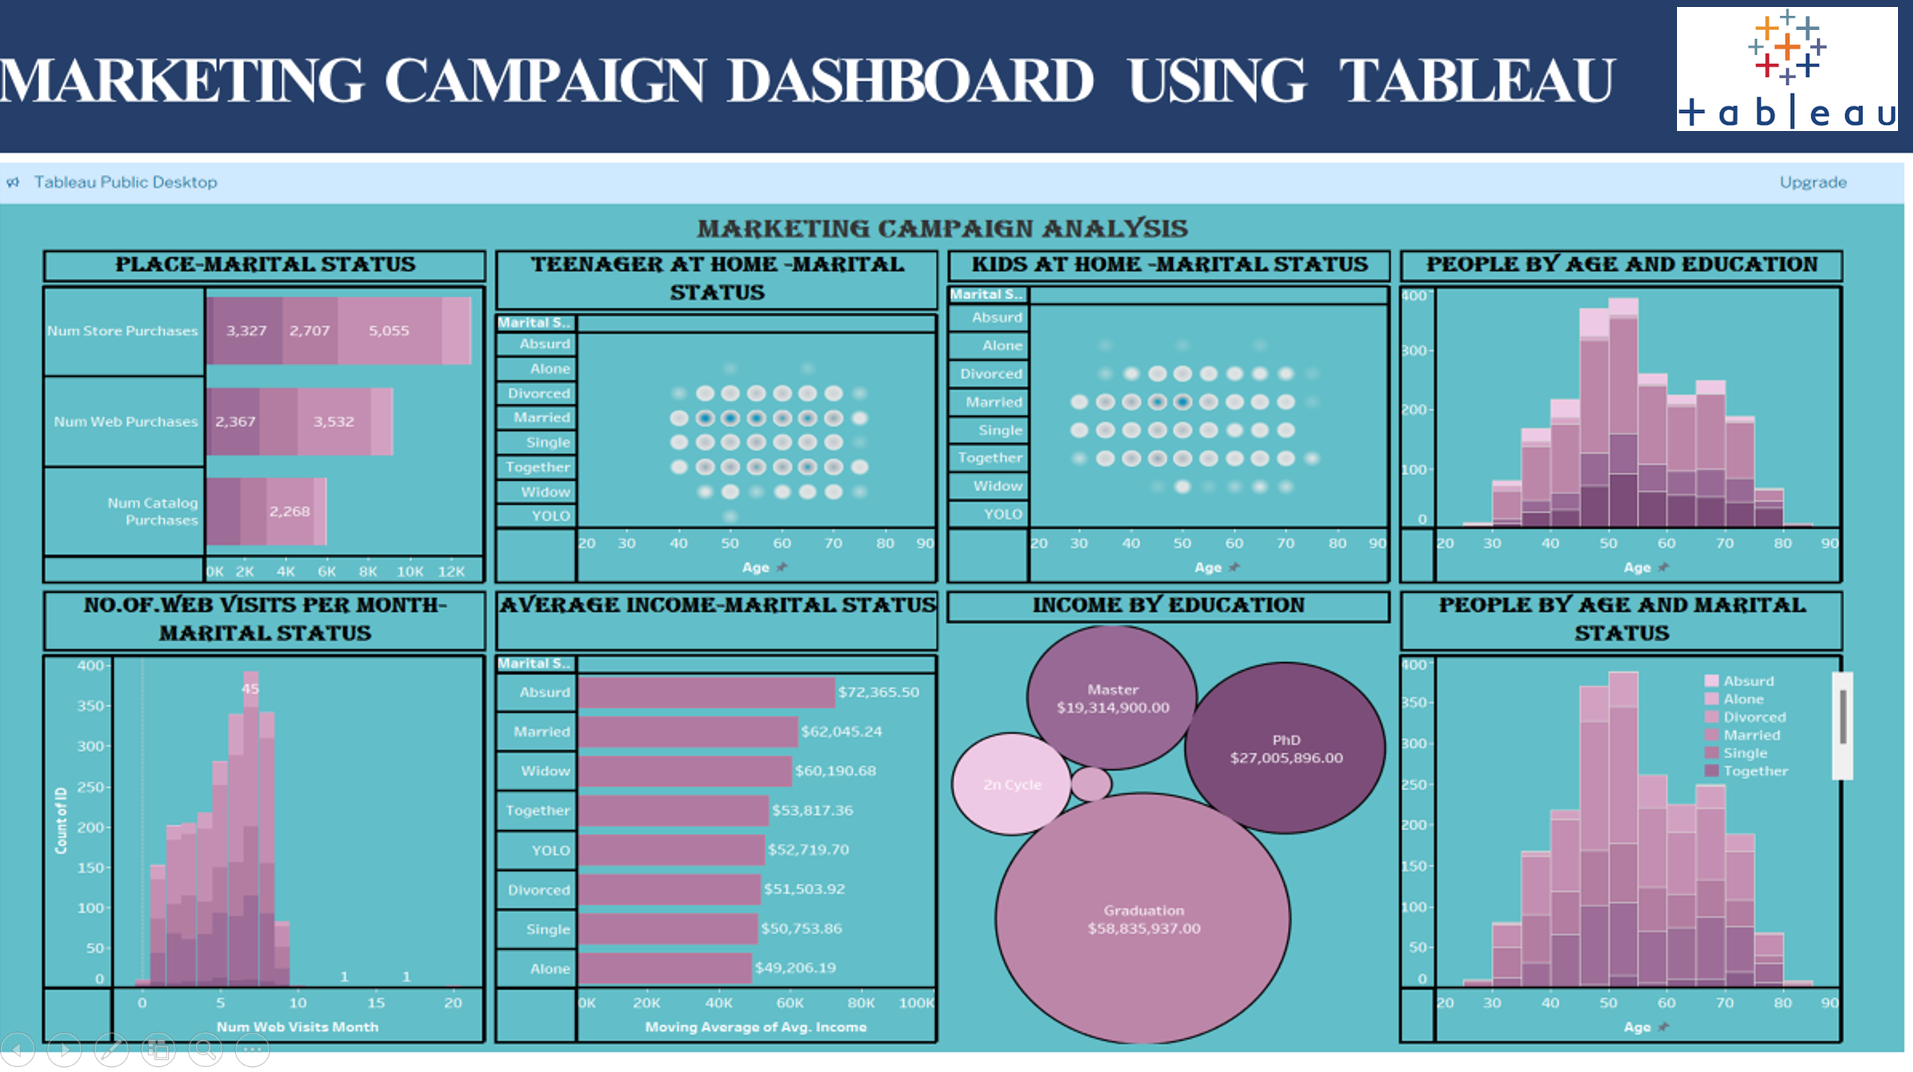 MARKETING CAMPAIGN DASHBOARD USING TABLEAU
+ a b | e a u
Tableau Public Desktop
Upgrade
MARKETING CAMPAIGN ANALYSIS
PLACE-MARITAL STATUS
Num Store Purchases
3,327 2,707 5,055
Num Web Purchases
2,367 3,532
Num Catalog
Purchases
2,268
0K 2K 4K 6K 8K 10K 12K
TEENAGER AT HOME -MARITAL
STATUS
Marital S..
Absurd
Alone
Divorced
Married
Single
Together
Widow
YOLO
20 30 40 50 60 70 80 90
Age
KIDS AT HOME -MARITAL STATUS
Marital S..
Absurd
Alone
Divorced
Married
Single
Together
Widow
YOLO
20 30 40 50 60 70 80 90
Age
PEOPLE BY AGE AND EDUCATION
400
300
200
100
0
20 30 40 50 60 70 80 90
Age
NO.OF.WEB VISITS PER MONTH-
MARITAL STATUS
Count of ID
400
350
300
250
200
150
100
50
0
45
1 1
0 5 10 15 20
Num Web Visits Month
AVERAGE INCOME-MARITAL STATUS
Marital S..
Absurd $72,365.50
Married $62,045.24
Widow $60,190.68
Together $53,817.36
YOLO $52,719.70
Divorced $51,503.92
Single $50,753.86
Alone $49,206.19
0K 20K 40K 60K 80K 100K
Moving Average of Avg. Income
INCOME BY EDUCATION
Master
$19,314,900.00
PhD
$27,005,896.00
2n Cycle
Graduation
$58,835,937.00
PEOPLE BY AGE AND MARITAL
STATUS
400
350
300
250
200
150
100
50
0
Absurd
Alone
Divorced
Married
Single
Together
20 30 40 50 60 70 80 90
Age